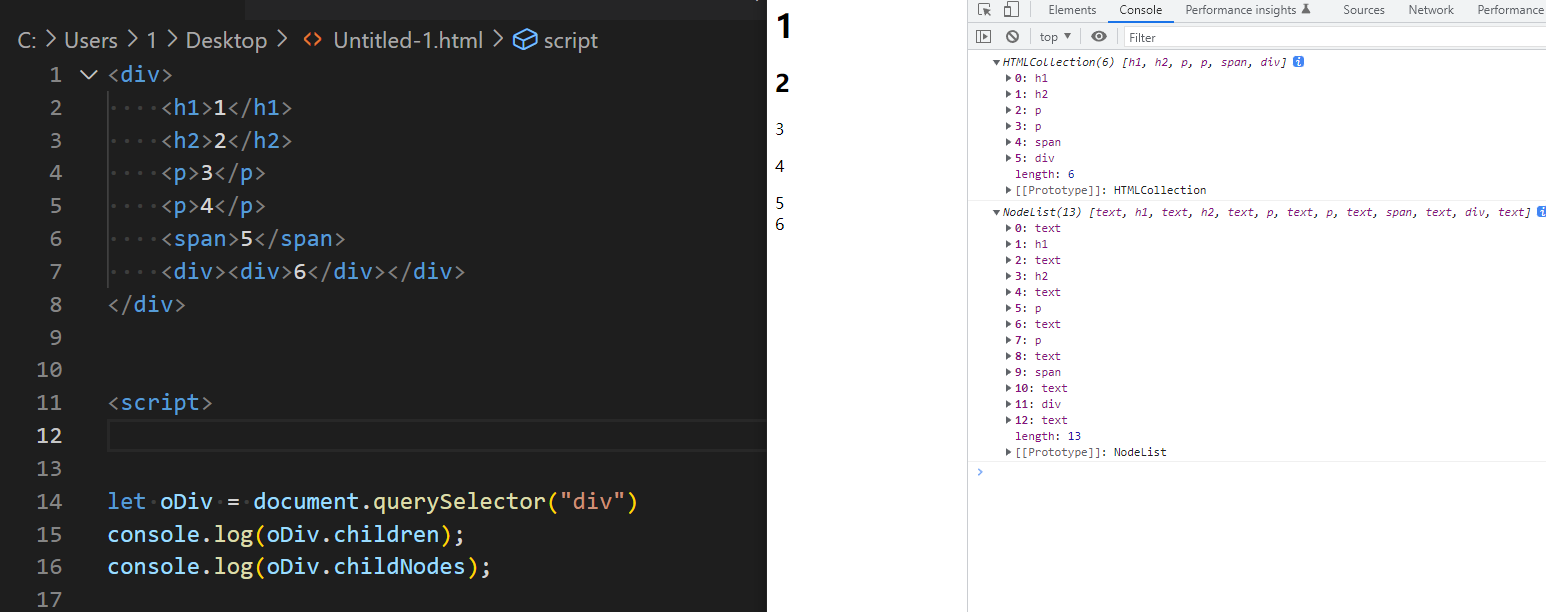 C: > Users > 1 > Desktop > <> Untitled-1.html > script
1 <div>
2 ····<h1>1</h1>
3 ····<h2>2</h2>
4 ····<p>3</p>
5 ····<p>4</p>
6 ····<span>5</span>
7 ····<div><div>6</div></div>
8 </div>
9
10
11 <script>
12
13
14 let·oDiv·=·document.querySelector("div")
15 console.log(oDiv.children);
16 console.log(oDiv.childNodes);
17
1
2
3
4
5
6
Elements Console Performance insights Sources Network Performance
top ▼ Filter
▼HTMLCollection(6) [h1, h2, p, p, span, div] i
▶0: h1
▶1: h2
▶2: p
▶3: p
▶4: span
▶5: div
length: 6
▶[[Prototype]]: HTMLCollection
▼NodeList(13) [text, h1, text, h2, text, p, text, p, text, span, text, div, text] i
▶0: text
▶1: h1
▶2: text
▶3: h2
▶4: text
▶5: p
▶6: text
▶7: p
▶8: text
▶9: span
▶10: text
▶11: div
▶12: text
length: 13
▶[[Prototype]]: NodeList
>